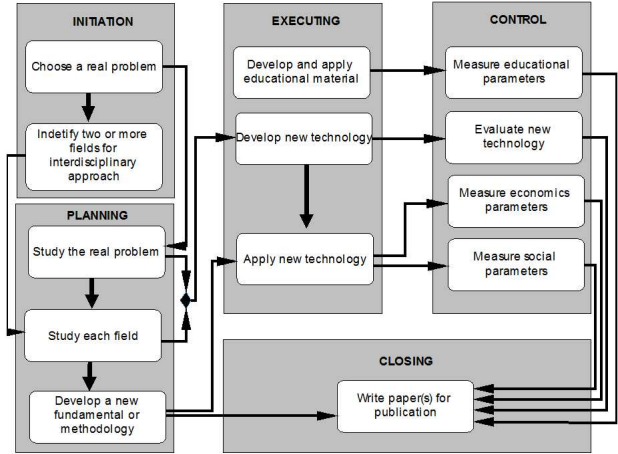 INITIATION
Choose a real problem
Indetify two or more
fields for
interdisciplinary
approach
PLANNING
Study the real problem
Study each field
Develop a new
fundamental or
methodology
EXECUTING
Develop and apply
educational material
Develop new technology
Apply new technology
CONTROL
Measure educational
parameters
Evaluate new
technology
Measure economics
parameters
Measure social
parameters
CLOSING
Write paper(s) for
publication